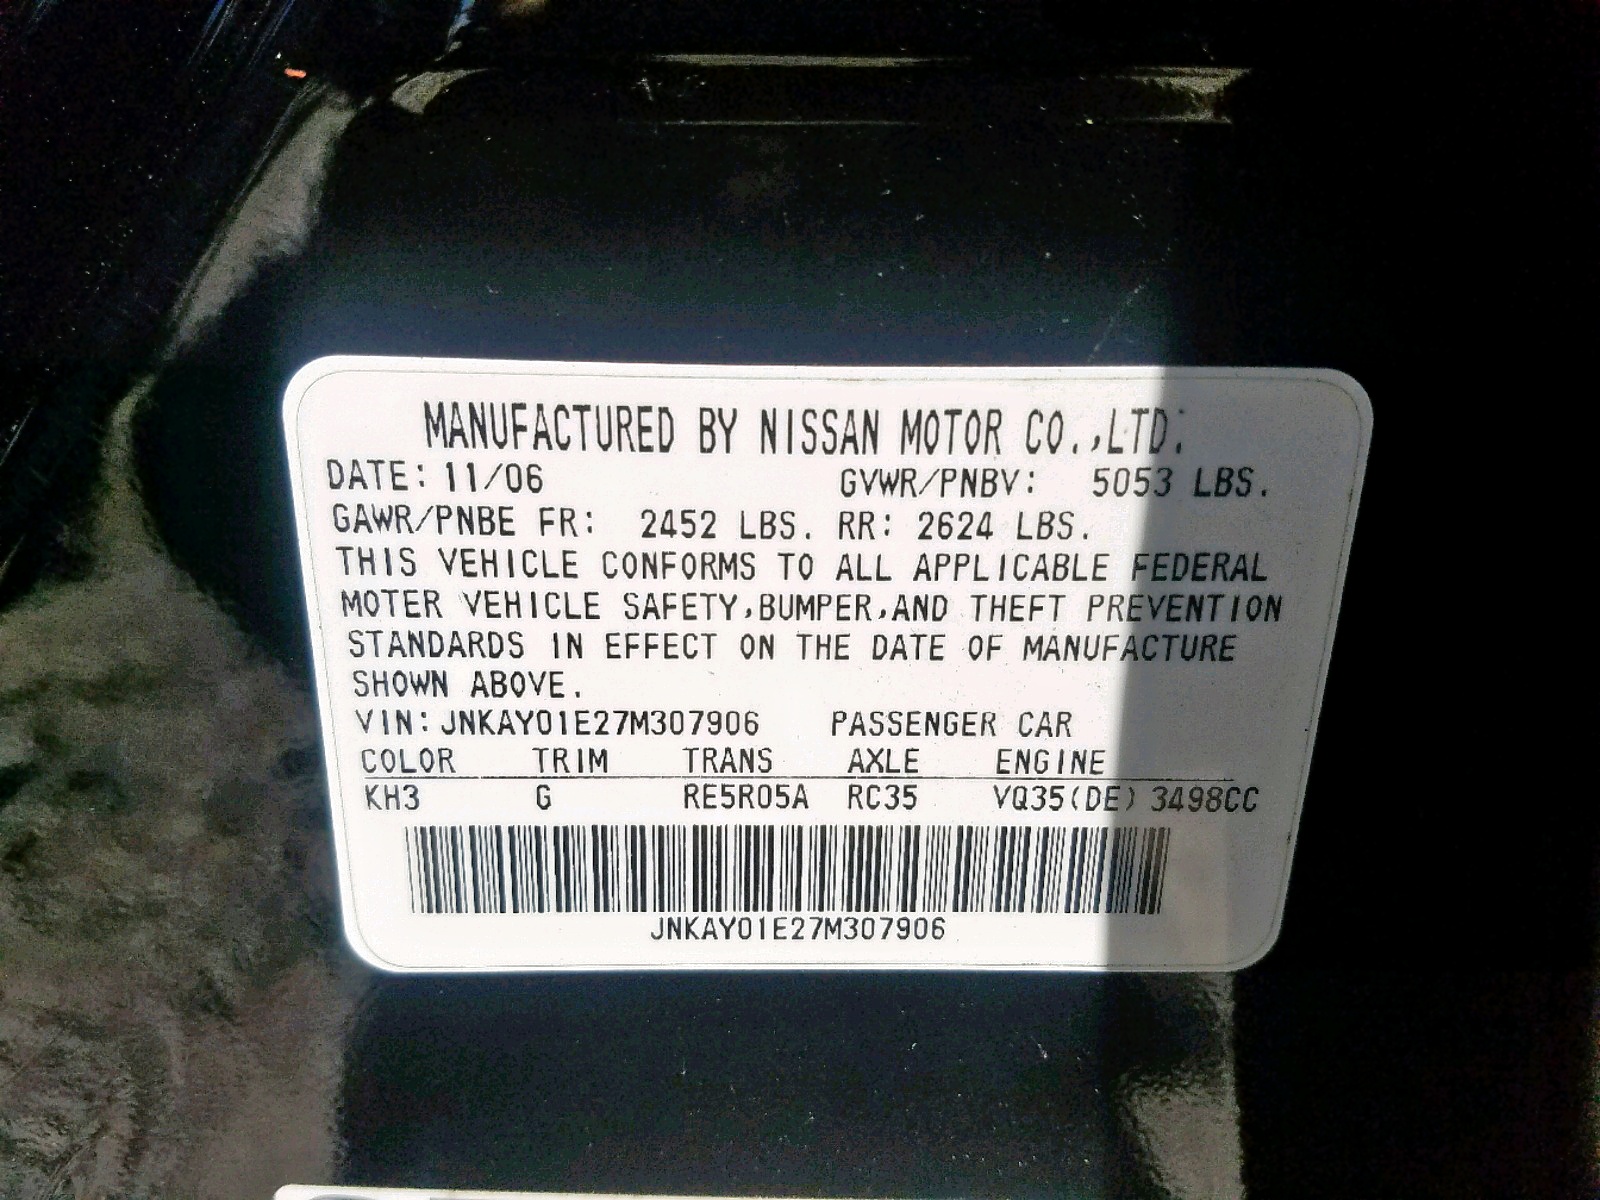 MANUFACTURED BY NISSAN MOTOR CO.,LTD.
DATE: 11/06 GVWR/PNBV: 5053 LBS.
GAWR/PNBE FR: 2452 LBS. RR: 2624 LBS.
THIS VEHICLE CONFORMS TO ALL APPLICABLE FEDERAL
MOTER VEHICLE SAFETY,BUMPER,AND THEFT PREVENTION
STANDARDS IN EFFECT ON THE DATE OF MANUFACTURE
SHOWN ABOVE.
VIN: JNKAY01E27M307906 PASSENGER CAR
COLOR TRIM TRANS AXLE ENGINE
KH3 G RE5R05A RC35 VQ35(DE) 3498CC
JNKAY01E27M307906